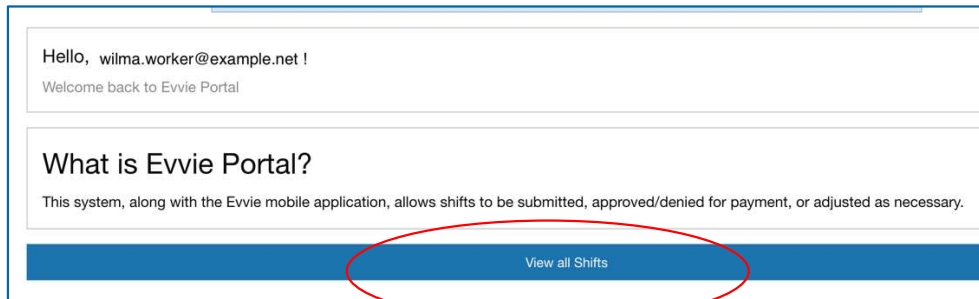 Hello, wilma.worker@example.net !
Welcome back to Evvie Portal
What is Evvie Portal?
This system, along with the Evvie mobile application, allows shifts to be submitted, approved/denied for payment, or adjusted as necessary.
View all Shifts